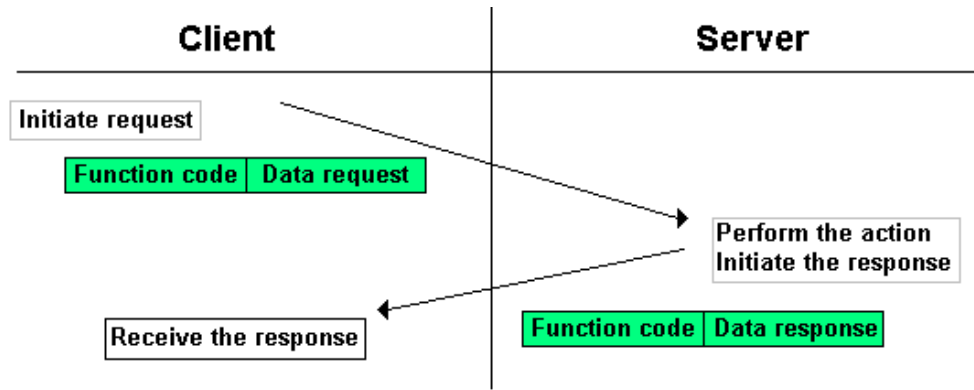 Client
Server
Initiate request
Function code
Data request
Perform the action
Initiate the response
Receive the response
Function code
Data response